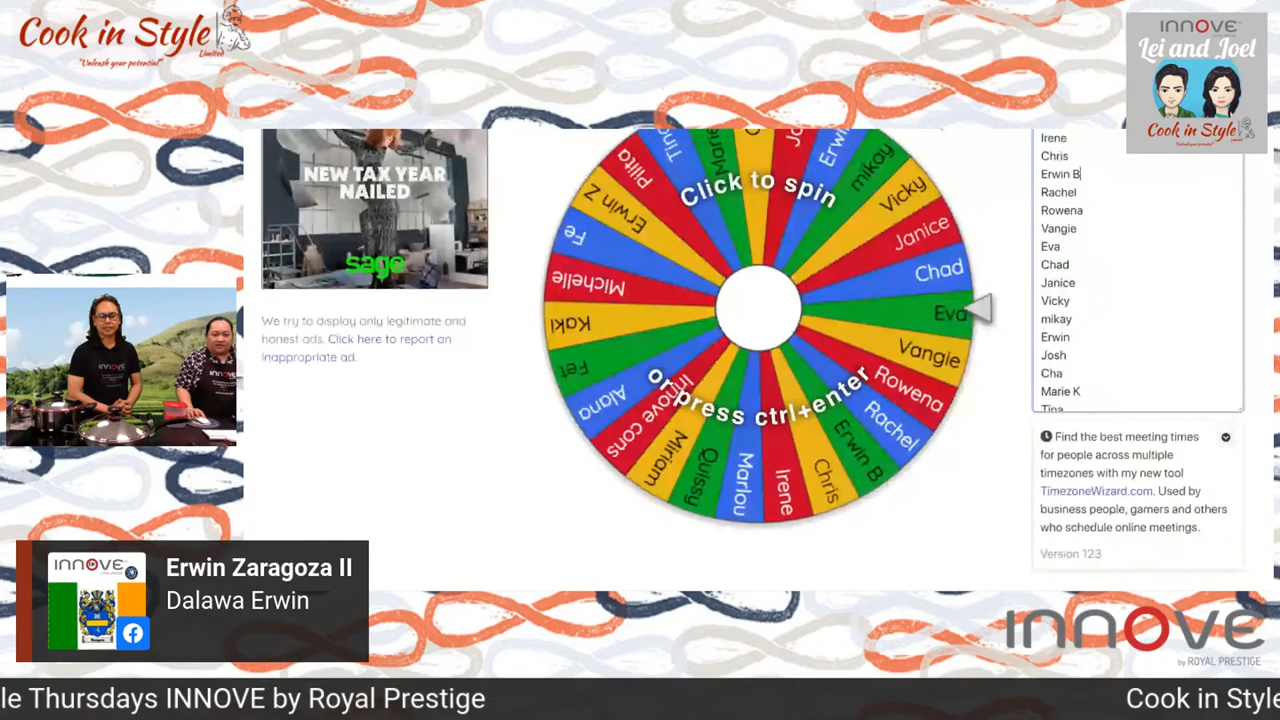 Cook in Style
Limited
"Unleash your potential"
INNOVE
Lei and Joel
Cook in Style
NEW TAX YEAR
NAILED
sage
We try to display only legitimate and
honest ads. Click here to report an
inappropriate ad.
Click to spin
or press ctrl+enter
Tina
Marie
Erwi
mikay
Vicky
Janice
Chad
Eva
Vangie
Rowena
Rachel
Erwin B
Chris
Irene
Marlou
Quissy
Miriam
Innove cons
Alana
Fet
Kaki
Michelle
Fe
Erwin Z
Pilita
Irene
Chris
Erwin B
Rachel
Rowena
Vangie
Eva
Chad
Janice
Vicky
mikay
Erwin
Josh
Cha
Marie K
Tina
Find the best meeting times
for people across multiple
timezones with my new tool
TimezoneWizard.com. Used by
business people, gamers and others
who schedule online meetings.
Version 123
INNOVE
Erwin Zaragoza II
Dalawa Erwin
INNOVE
by ROYAL PRESTIGE
le Thursdays INNOVE by Royal Prestige
Cook in Style